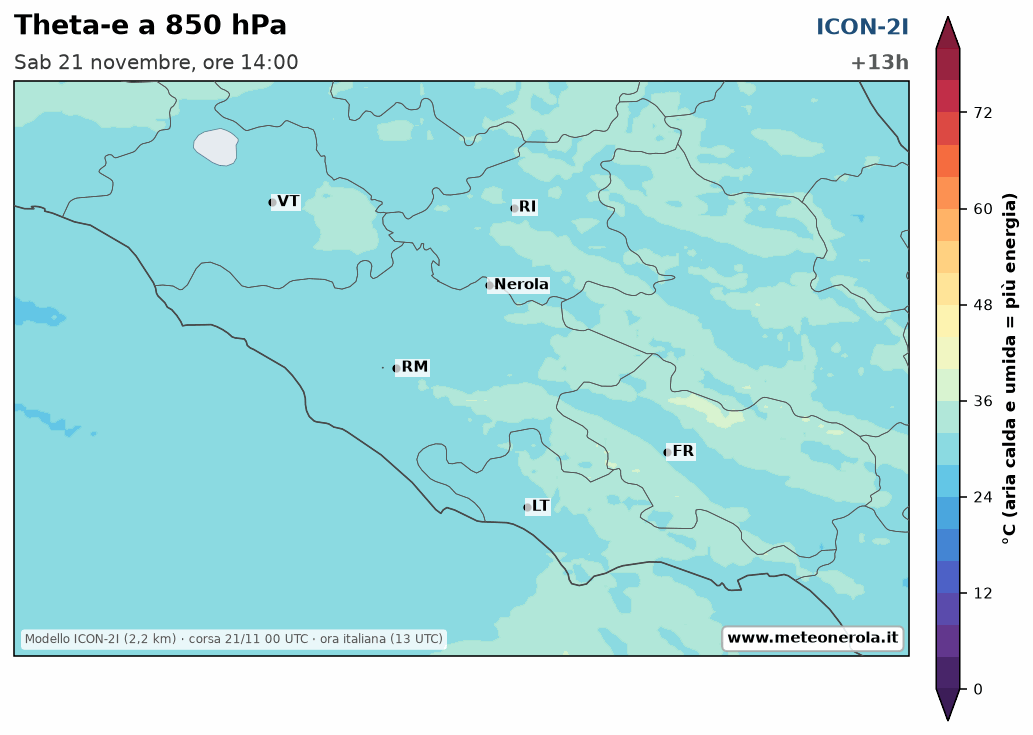 Theta-e a 850 hPa
ICON-2I
Sab 21 novembre, ore 14:00
+13h
VT
RI
Nerola
RM
FR
LT
Modello ICON-2I (2,2 km) · corsa 21/11 00 UTC · ora italiana (13 UTC)
www.meteonerola.it
72
60
48
36
24
12
0
°C (aria calda e umida = più energia)